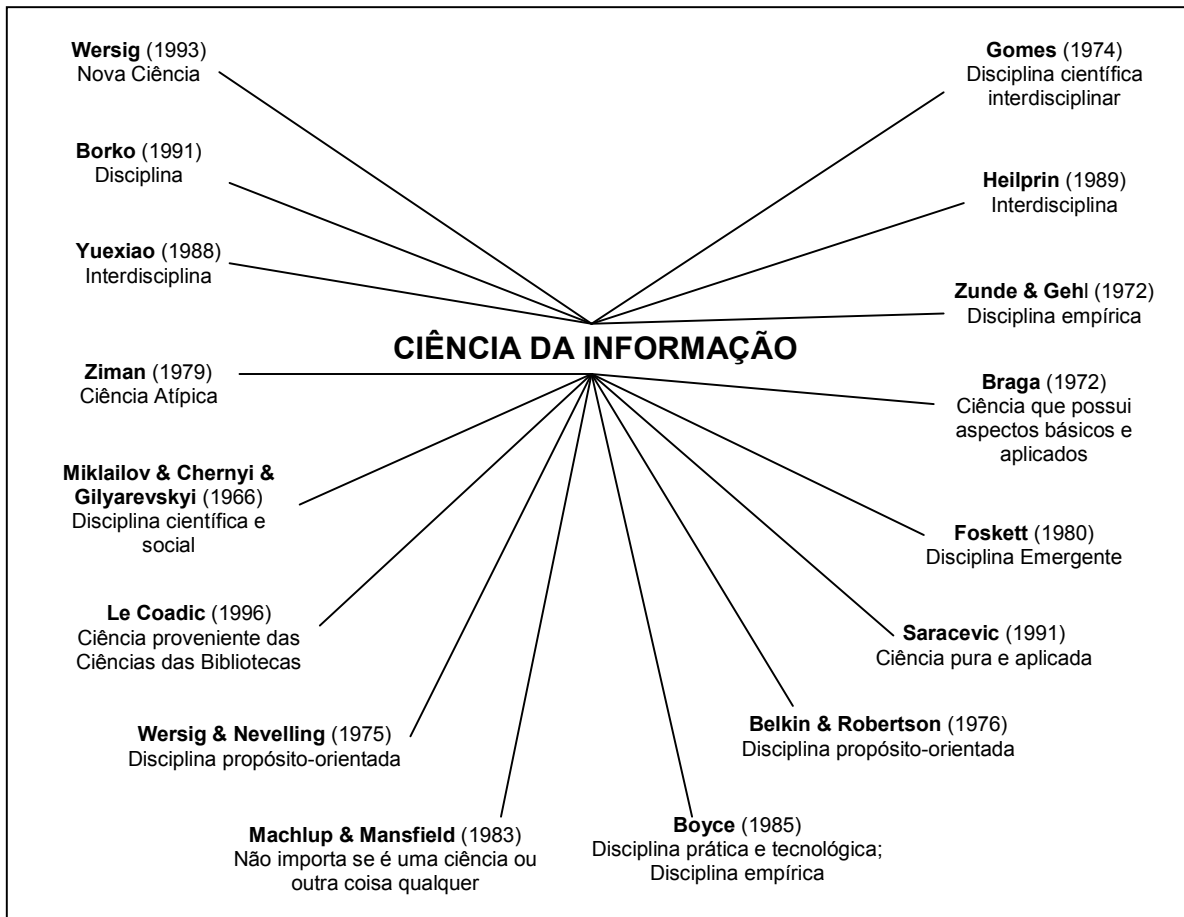 Wersig (1993)
Nova Ciência
Gomes (1974)
Disciplina científica
interdisciplinar
Borko (1991)
Disciplina
Heilprin (1989)
Interdisciplina
Yuexiao (1988)
Interdisciplina
Zunde & Gehl (1972)
Disciplina empírica
CIÊNCIA DA INFORMAÇÃO
Ziman (1979)
Ciência Atípica
Braga (1972)
Ciência que possui
aspectos básicos e
aplicados
Miklailov & Chernyi &
Gilyarevskyi (1966)
Disciplina científica e
social
Foskett (1980)
Disciplina Emergente
Le Coadic (1996)
Ciência proveniente das
Ciências das Bibliotecas
Saracevic (1991)
Ciência pura e aplicada
Wersig & Nevelling (1975)
Disciplina propósito-orientada
Belkin & Robertson (1976)
Disciplina propósito-orientada
Machlup & Mansfield (1983)
Não importa se é uma ciência ou
outra coisa qualquer
Boyce (1985)
Disciplina prática e tecnológica;
Disciplina empírica